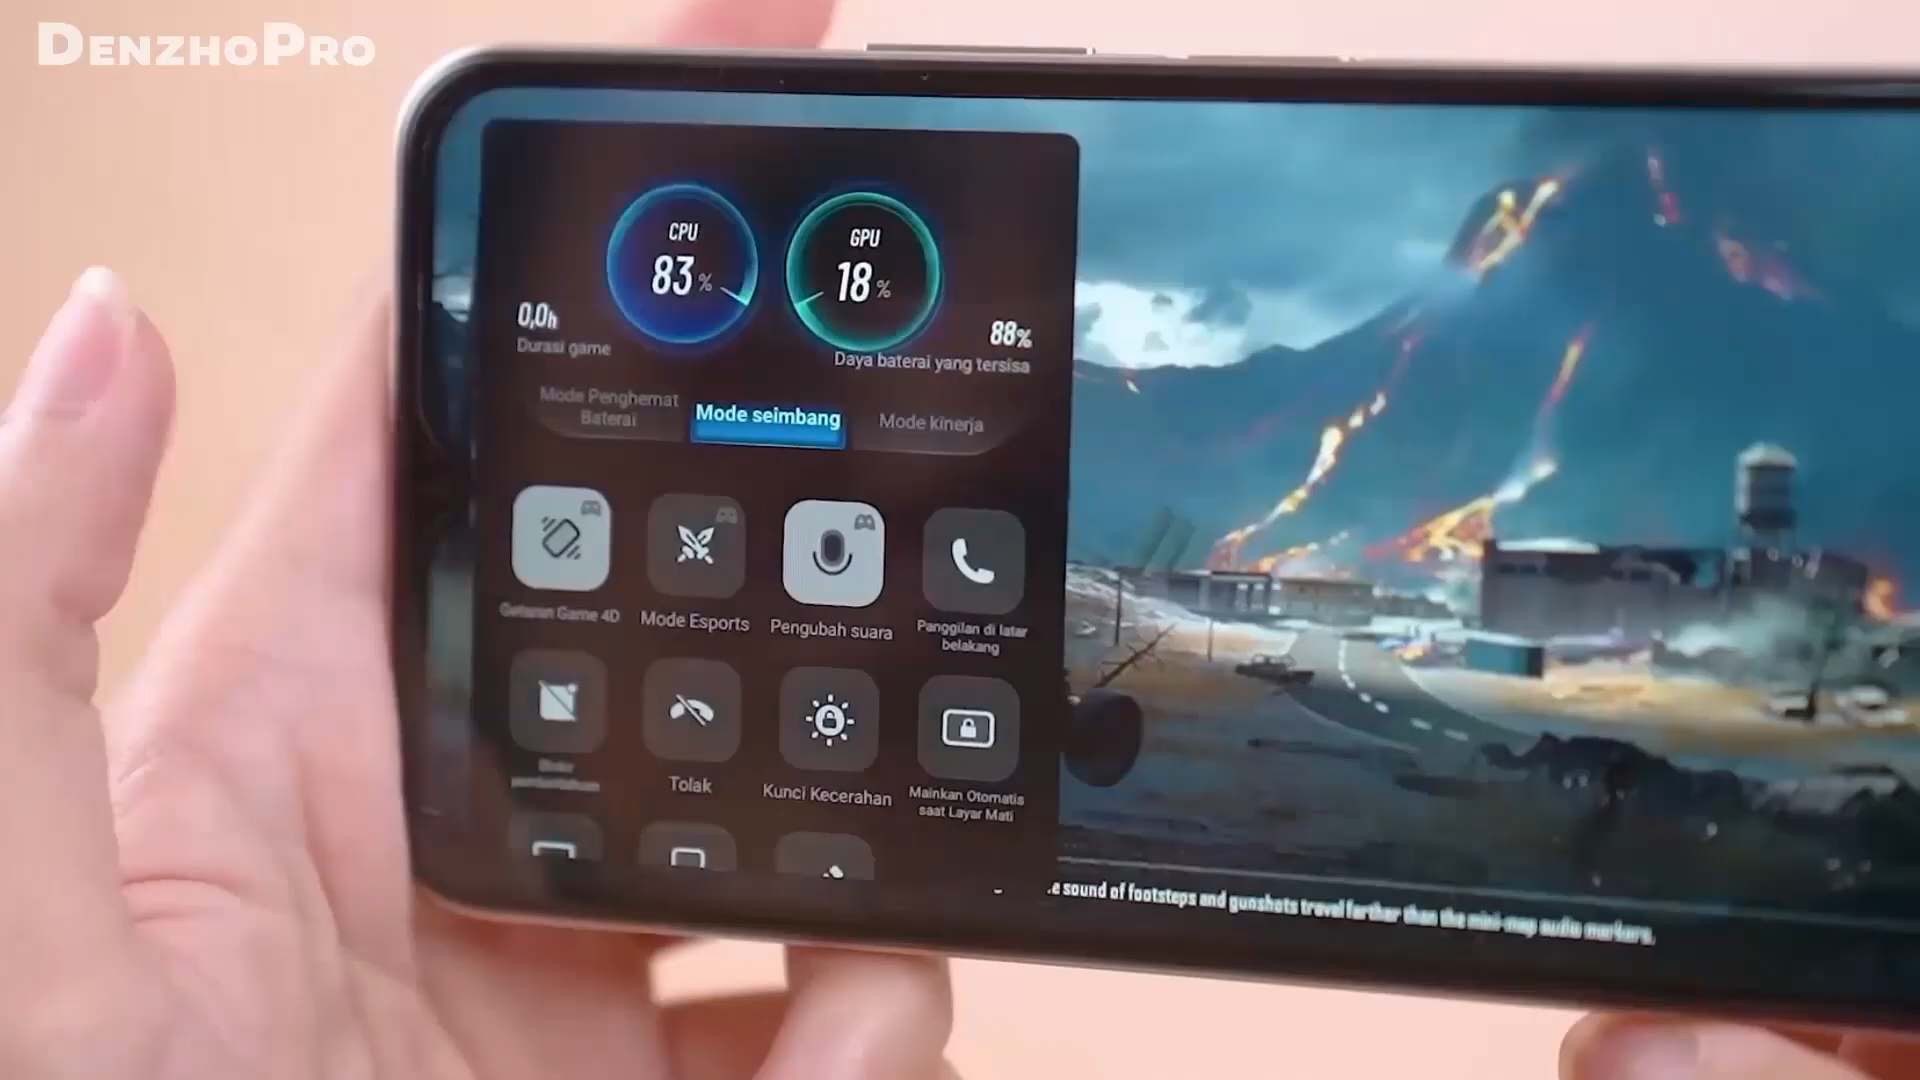 DENZHOPRO
CPU
83%
GPU
18%
0,0h
Durasi game
88%
Daya baterai yang tersisa
Mode Penghemat
Baterai
Mode seimbang
Mode kinerja
Getaran Game 4D
Mode Esports
Pengubah suara
Panggilan di latar
belakang
Tolak
Kunci Kecerahan
Mainkan Otomatis
saat Layar Mati
sound of footsteps and gunshots travel farther than the mini-map audio markers.